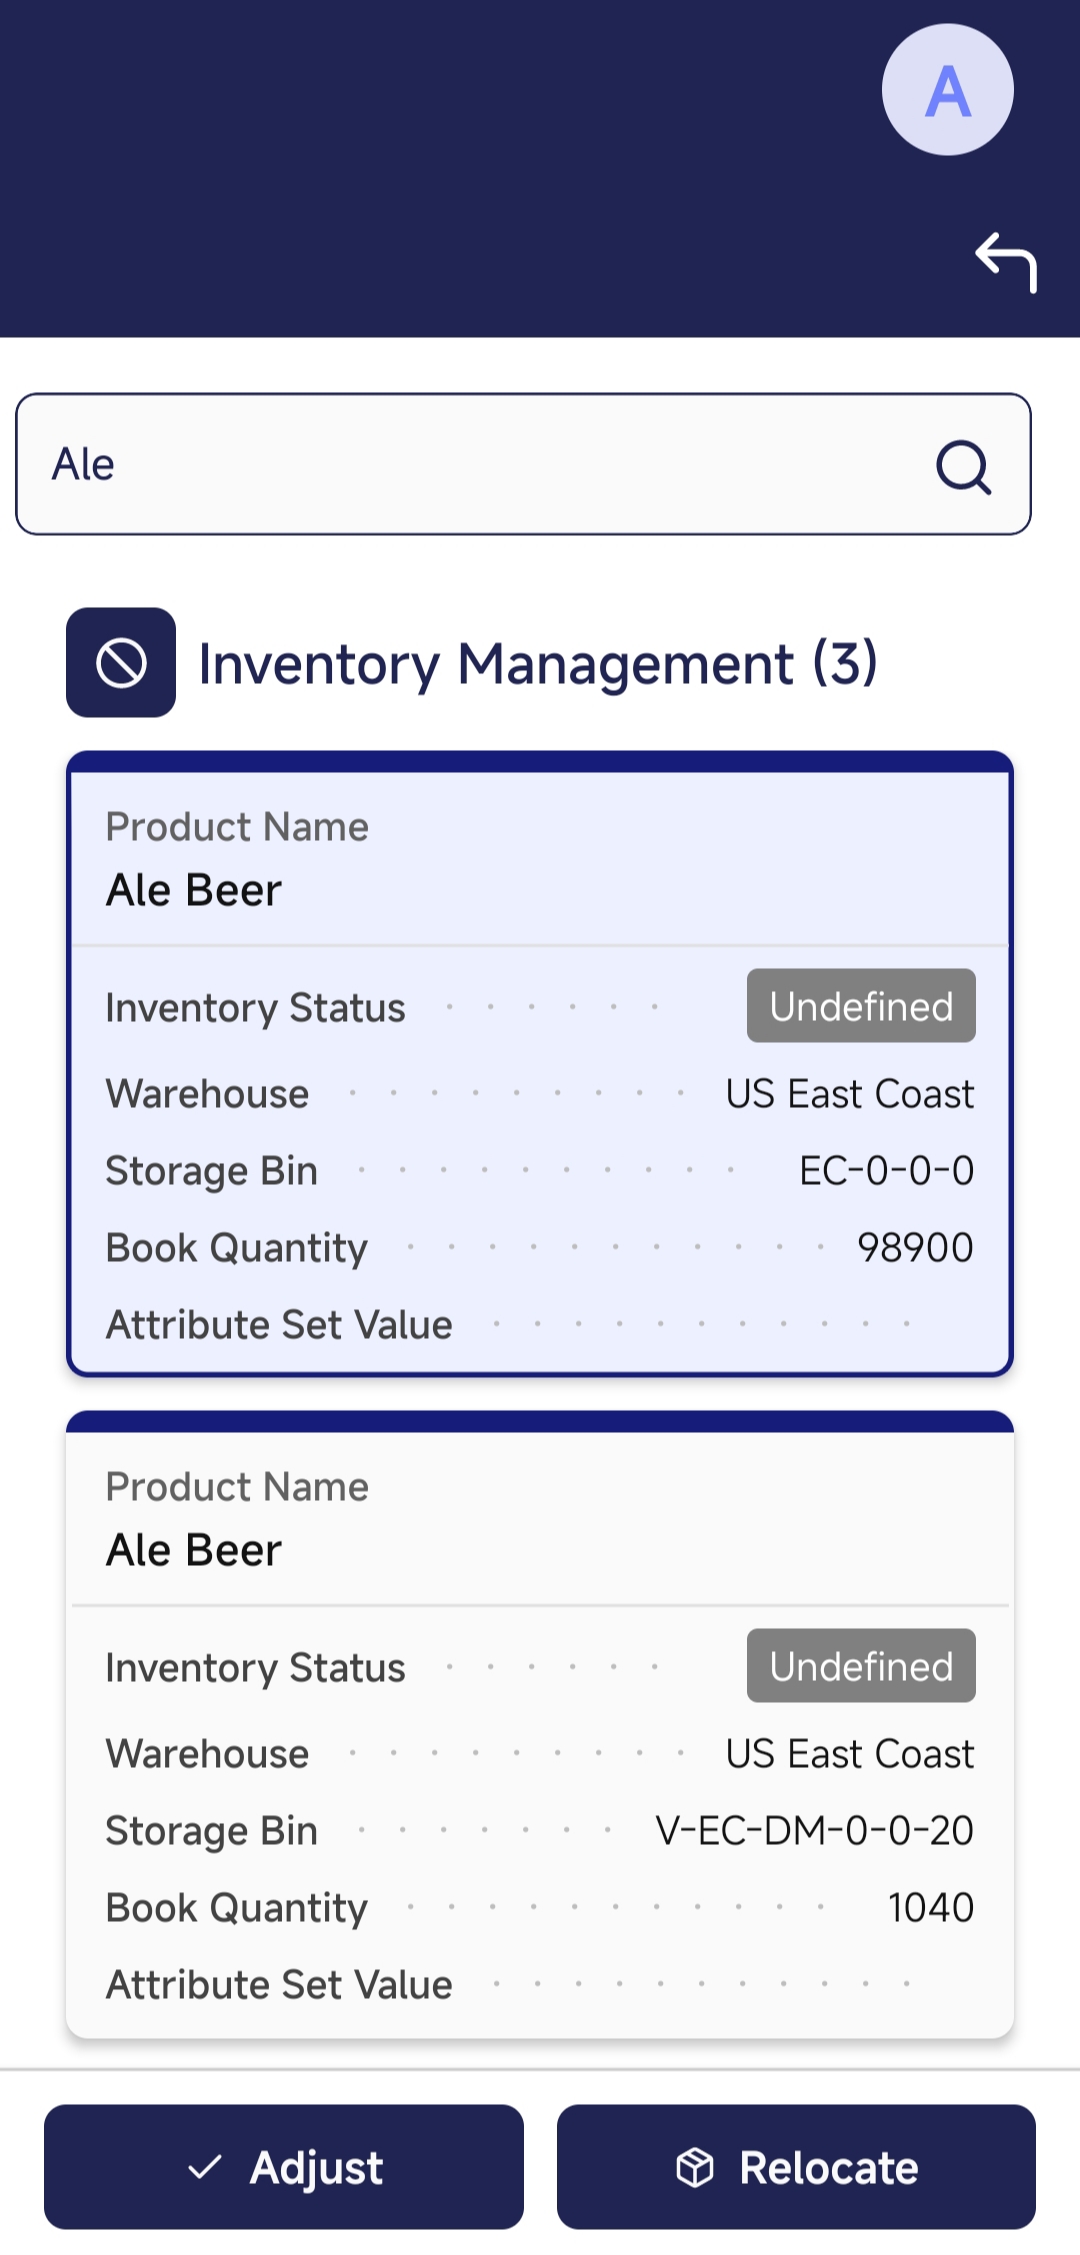 A
Ale
Inventory Management (3)
Product Name
Ale Beer
Inventory Status Undefined
Warehouse US East Coast
Storage Bin EC-0-0-0
Book Quantity 98900
Attribute Set Value
Product Name
Ale Beer
Inventory Status Undefined
Warehouse US East Coast
Storage Bin V-EC-DM-0-0-20
Book Quantity 1040
Attribute Set Value
Adjust Relocate